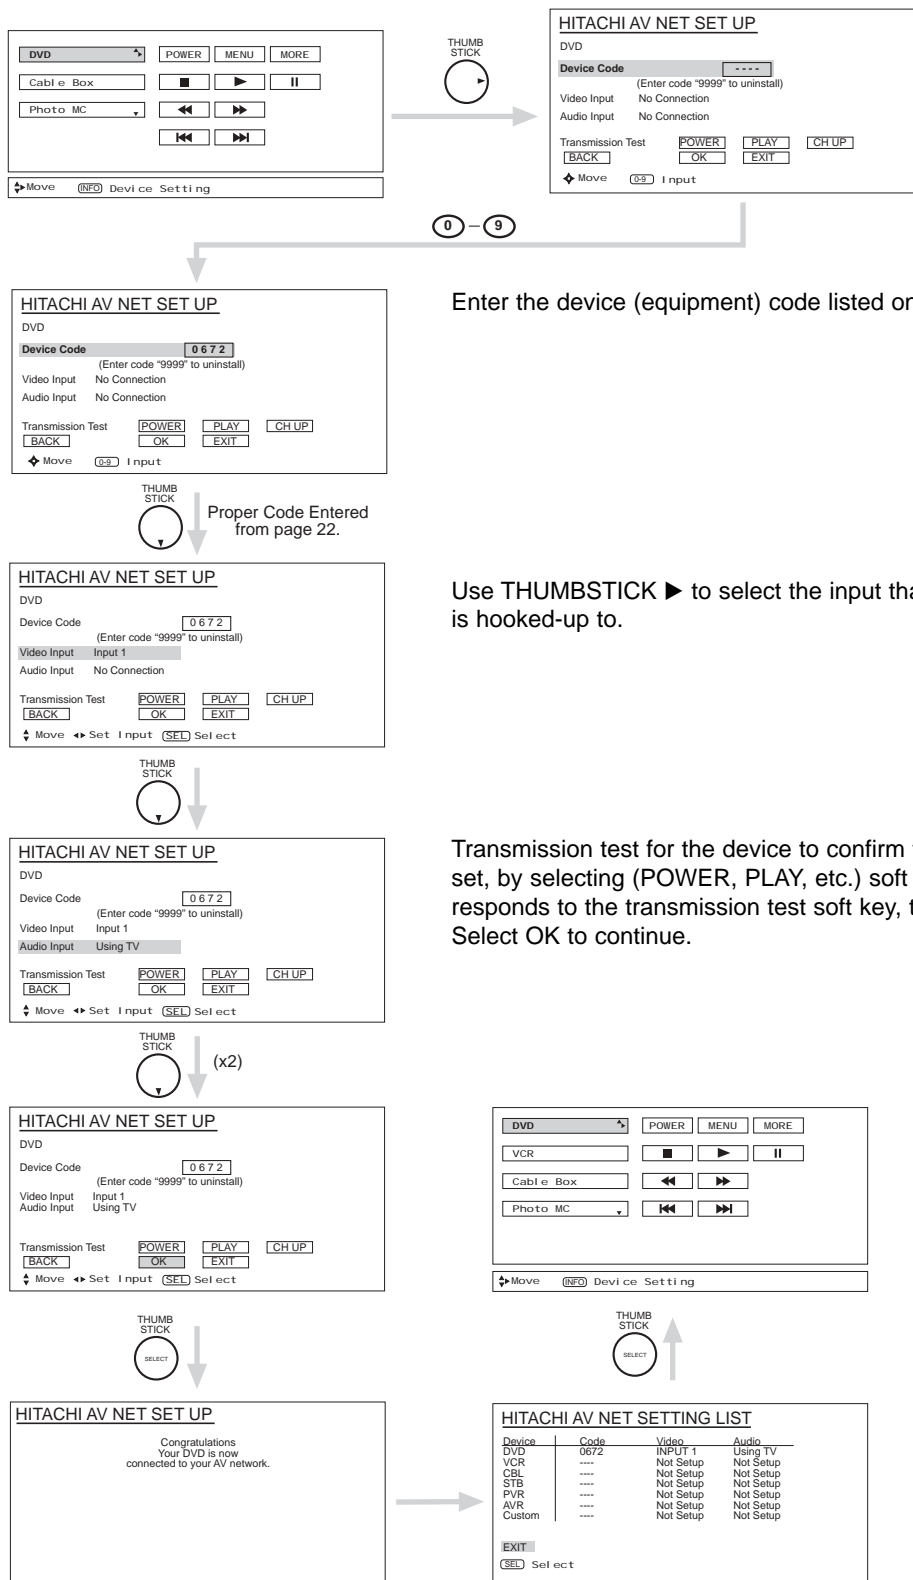 DVD POWER MENU MORE
Cable Box
Photo MC
Move INFO Device Setting
THUMB
STICK
HITACHI AV NET SET UP
DVD
Device Code ----
(Enter code “9999” to uninstall)
Video Input No Connection
Audio Input No Connection
Transmission Test POWER PLAY CH UP
BACK OK EXIT
Move 0-9 Input
0 – 9
HITACHI AV NET SET UP
DVD
Device Code 0672
(Enter code “9999” to uninstall)
Video Input No Connection
Audio Input No Connection
Transmission Test POWER PLAY CH UP
BACK OK EXIT
Move 0-9 Input
Enter the device (equipment) code listed
THUMB
STICK
Proper Code Entered
from page 22.
HITACHI AV NET SET UP
DVD
Device Code 0672
(Enter code “9999” to uninstall)
Video Input Input 1
Audio Input No Connection
Transmission Test POWER PLAY CH UP
BACK OK EXIT
Move Set Input SEL Select
Use THUMBSTICK ▶ to select the input
is hooked-up to.
THUMB
STICK
HITACHI AV NET SET UP
DVD
Device Code 0672
(Enter code “9999” to uninstall)
Video Input Input 1
Audio Input Using TV
Transmission Test POWER PLAY CH UP
BACK OK EXIT
Move Set Input SEL Select
Transmission test for the device to confirm
set, by selecting (POWER, PLAY, etc.) soft
responds to the transmission test soft key,
Select OK to continue.
THUMB
STICK
(x2)
HITACHI AV NET SET UP
DVD
Device Code 0672
(Enter code “9999” to uninstall)
Video Input Input 1
Audio Input Using TV
Transmission Test POWER PLAY CH UP
BACK OK EXIT
Move Set Input SEL Select
THUMB
STICK
SELECT
HITACHI AV NET SET UP
Congratulations
Your DVD is now
connected to your AV network.
HITACHI AV NET SETTING LIST
Device Code Video Audio
DVD 0672 INPUT 1 Using TV
VCR ---- Not Setup Not Setup
CBL ---- Not Setup Not Setup
STB ---- Not Setup Not Setup
PVR ---- Not Setup Not Setup
AVR ---- Not Setup Not Setup
Custom ---- Not Setup Not Setup
EXIT
SEL Select
THUMB
STICK
SELECT
DVD POWER MENU MORE
VCR
Cable Box
Photo MC
Move INFO Device Setting